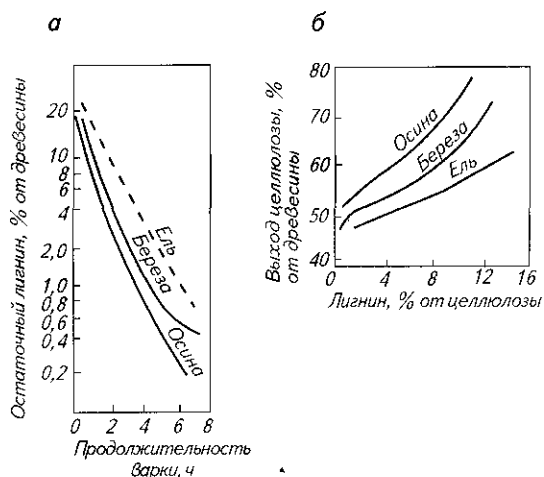 а
Остаточный лигнин, % от древесины
20
10
8
6
4
2,0
1,0
0,8
0,6
0,4
0,2
Ель
Береза
Осина
0 2 4 6 8
Продолжительность
варки, ч
б
Выход целлюлозы, %
от древесины
80
70
60
50
40
Осина
Береза
Ель
0 4 8 12 16
Лигнин, % от целлюлозы